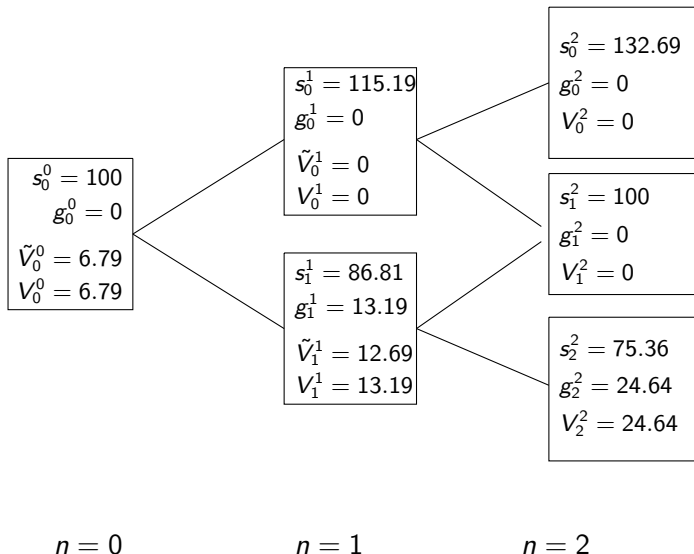 s_0^0 = 100
g_0^0 = 0
Ṽ_0^0 = 6.79
V_0^0 = 6.79
s_0^1 = 115.19
g_0^1 = 0
Ṽ_0^1 = 0
V_0^1 = 0
s_1^1 = 86.81
g_1^1 = 13.19
Ṽ_1^1 = 12.69
V_1^1 = 13.19
s_0^2 = 132.69
g_0^2 = 0
V_0^2 = 0
s_1^2 = 100
g_1^2 = 0
V_1^2 = 0
s_2^2 = 75.36
g_2^2 = 24.64
V_2^2 = 24.64
n = 0
n = 1
n = 2